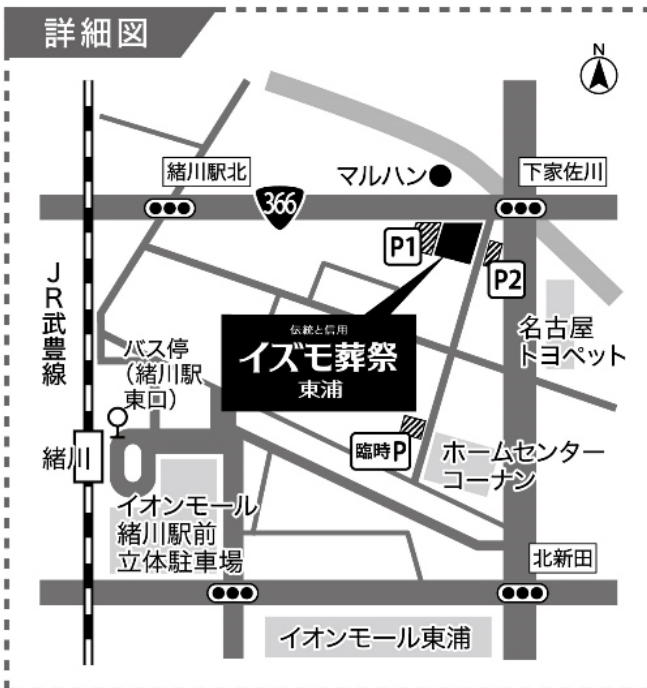 詳細図
N
緒川駅北
マルハン
下家佐川
366
P1
P2
JR武豊線
伝統と信用
イズモ葬祭
東浦
名古屋
トヨペット
バス停
(緒川駅
東口)
臨時P
ホームセンター
コーナン
緒川
イオンモール
緒川駅前
立体駐車場
北新田
イオンモール東浦